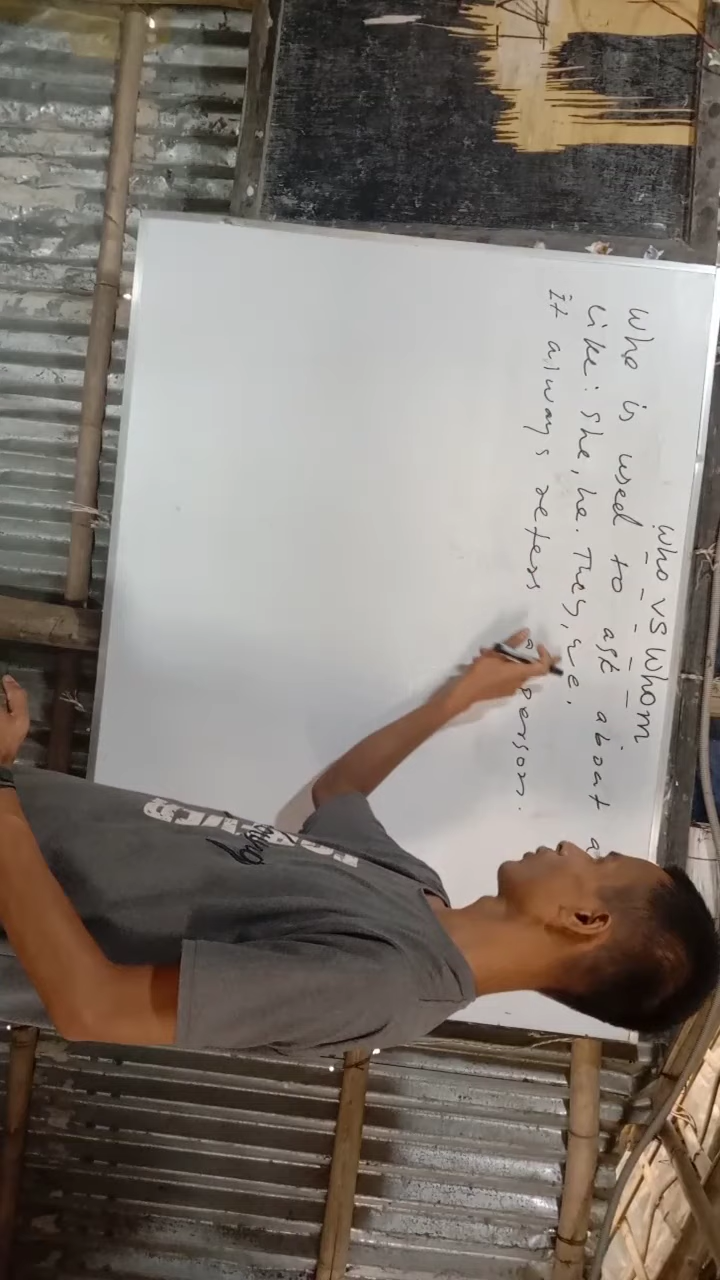 Who vs Whom
Who is used to ask about a
Like: She, he. They, we,
It always refers a person.